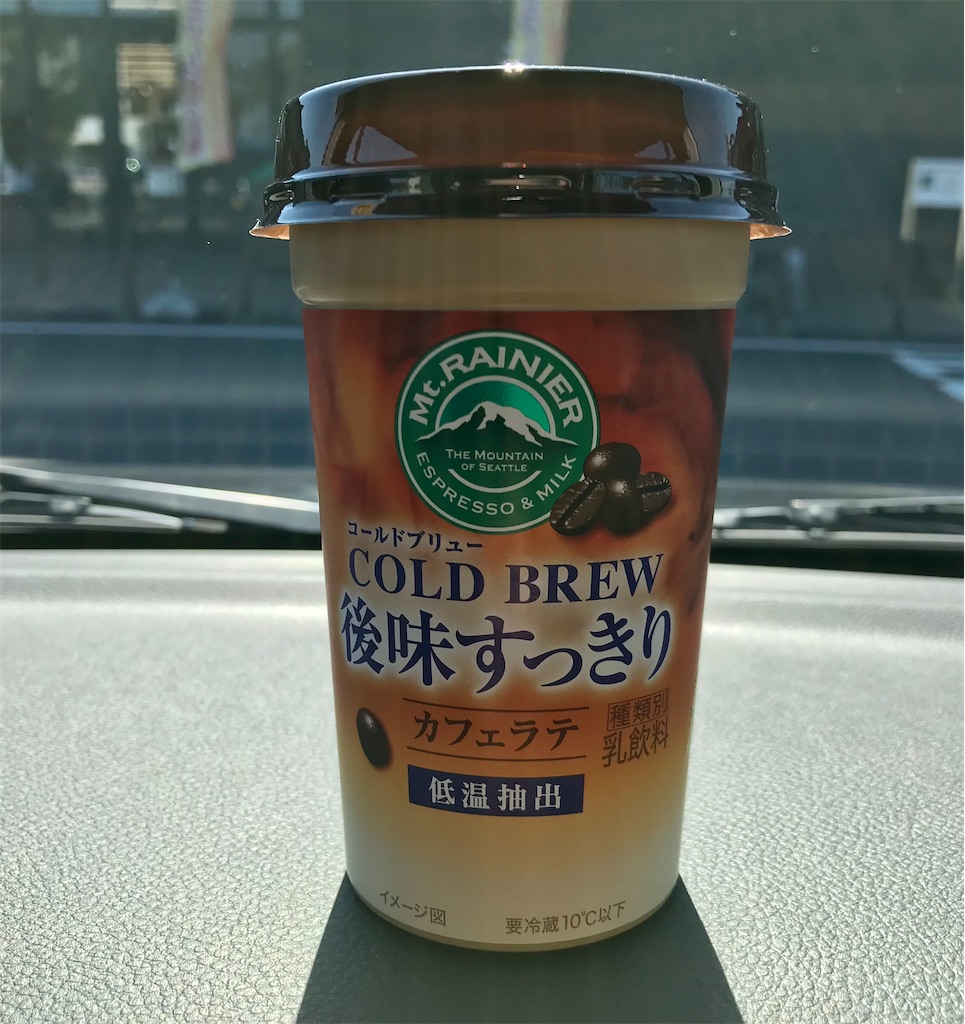 Mt. RAINIER
THE MOUNTAIN
OF SEATTLE
ESPRESSO & MILK
コールドブリュー
COLD BREW
後味すっきり
カフェラテ
種類別
乳飲料
低温抽出
イメージ図
要冷蔵10℃以下